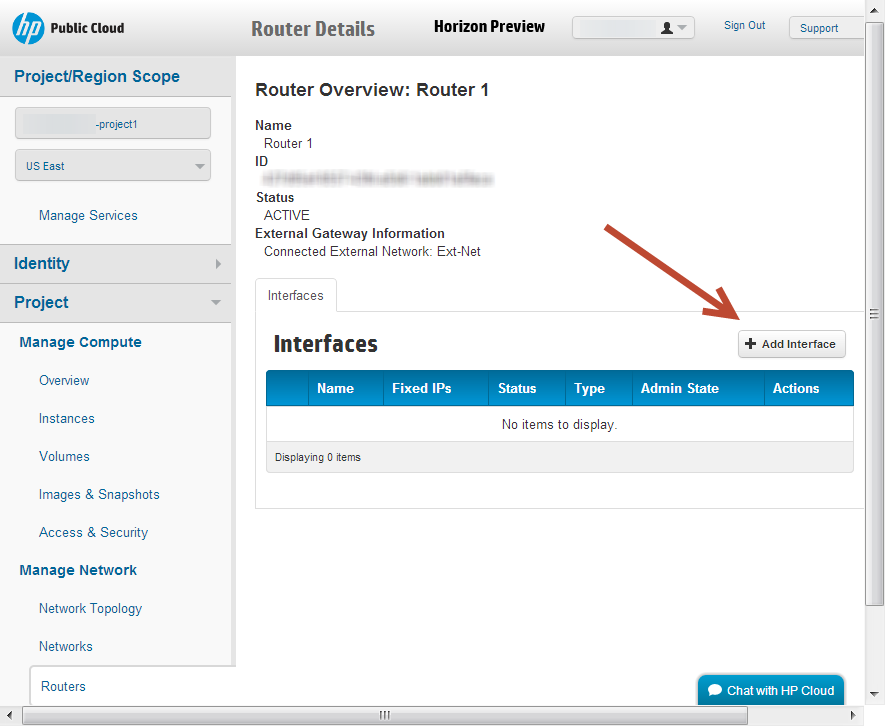 hp Public Cloud
Router Details
Horizon Preview
Sign Out
Support
Project/Region Scope
-project1
US East
Manage Services
Identity
Project
Manage Compute
Overview
Instances
Volumes
Images & Snapshots
Access & Security
Manage Network
Network Topology
Networks
Routers
Router Overview: Router 1
Name
Router 1
ID
Status
ACTIVE
External Gateway Information
Connected External Network: Ext-Net
Interfaces
Interfaces
Add Interface
Name Fixed IPs Status Type Admin State Actions
No items to display.
Displaying 0 items
Chat with HP Cloud